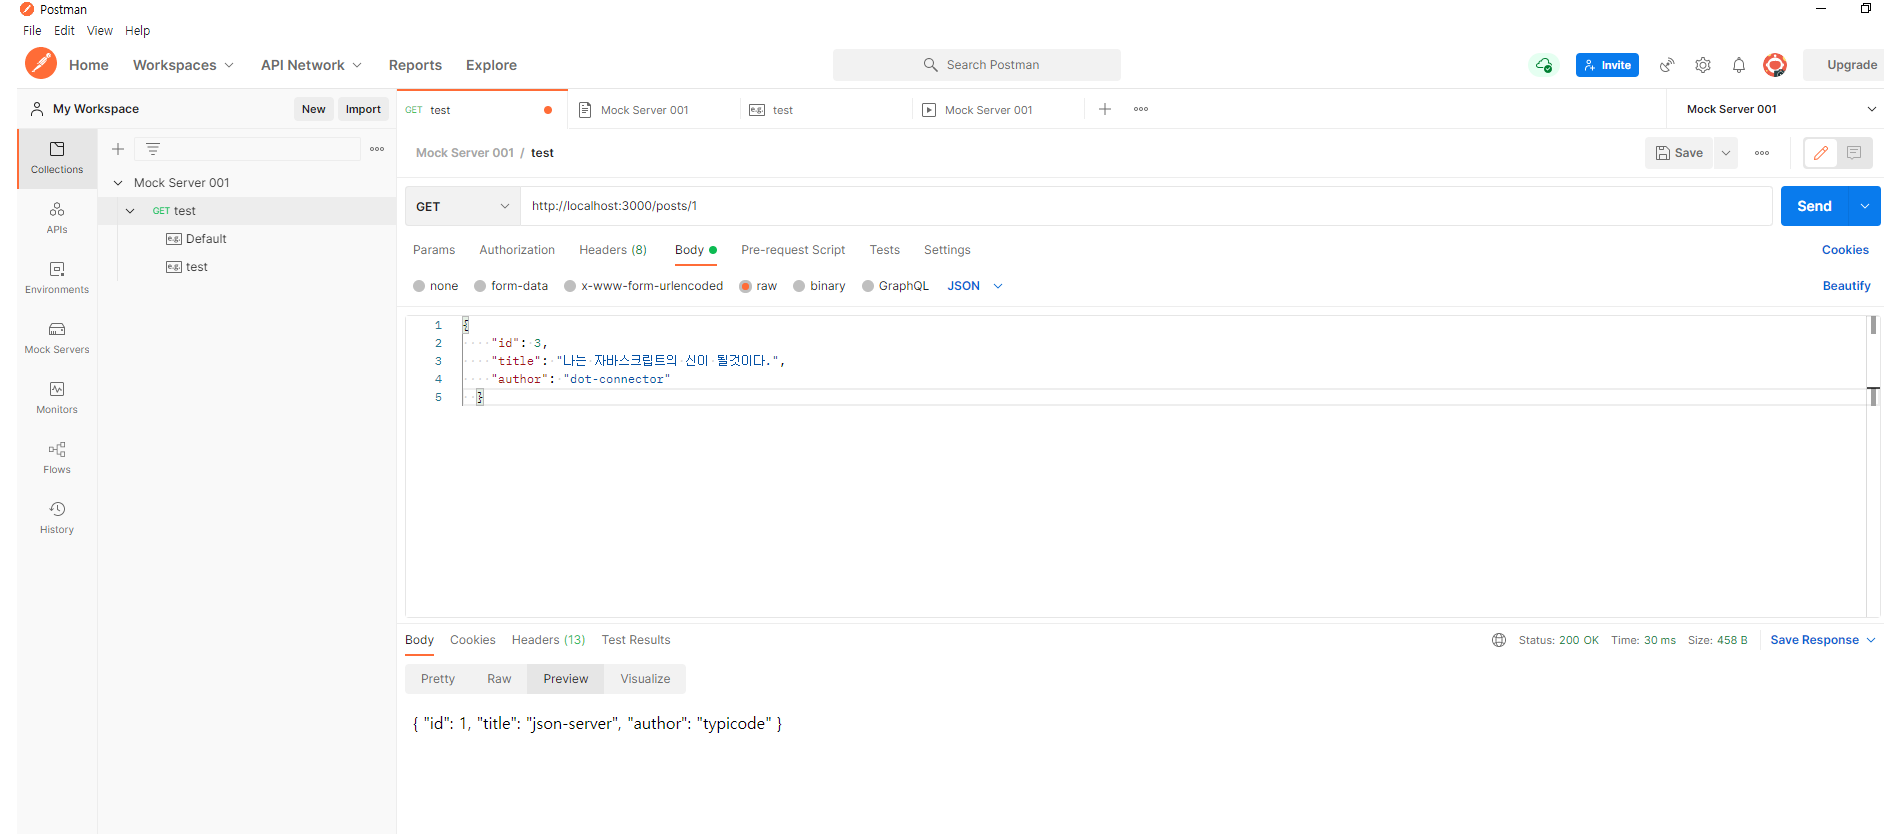 Postman
File Edit View Help
Home Workspaces API Network Reports Explore Search Postman Invite Upgrade
My Workspace New Import GET test Mock Server 001 e.g. test Mock Server 001 Mock Server 001
Collections
APIs
Environments
Mock Servers
Monitors
Flows
History
Mock Server 001
GET test
e.g. Default
e.g. test
Mock Server 001 / test Save
GET http://localhost:3000/posts/1 Send
Params Authorization Headers (8) Body Pre-request Script Tests Settings Cookies
none form-data x-www-form-urlencoded raw binary GraphQL JSON Beautify
1 {
2 "id": 3,
3 "title": "나는 자바스크립트의 신이 될것이다.",
4 "author": "dot-connector"
5 }
Body Cookies Headers (13) Test Results Status: 200 OK Time: 30 ms Size: 458 B Save Response
Pretty Raw Preview Visualize
{ "id": 1, "title": "json-server", "author": "typicode" }